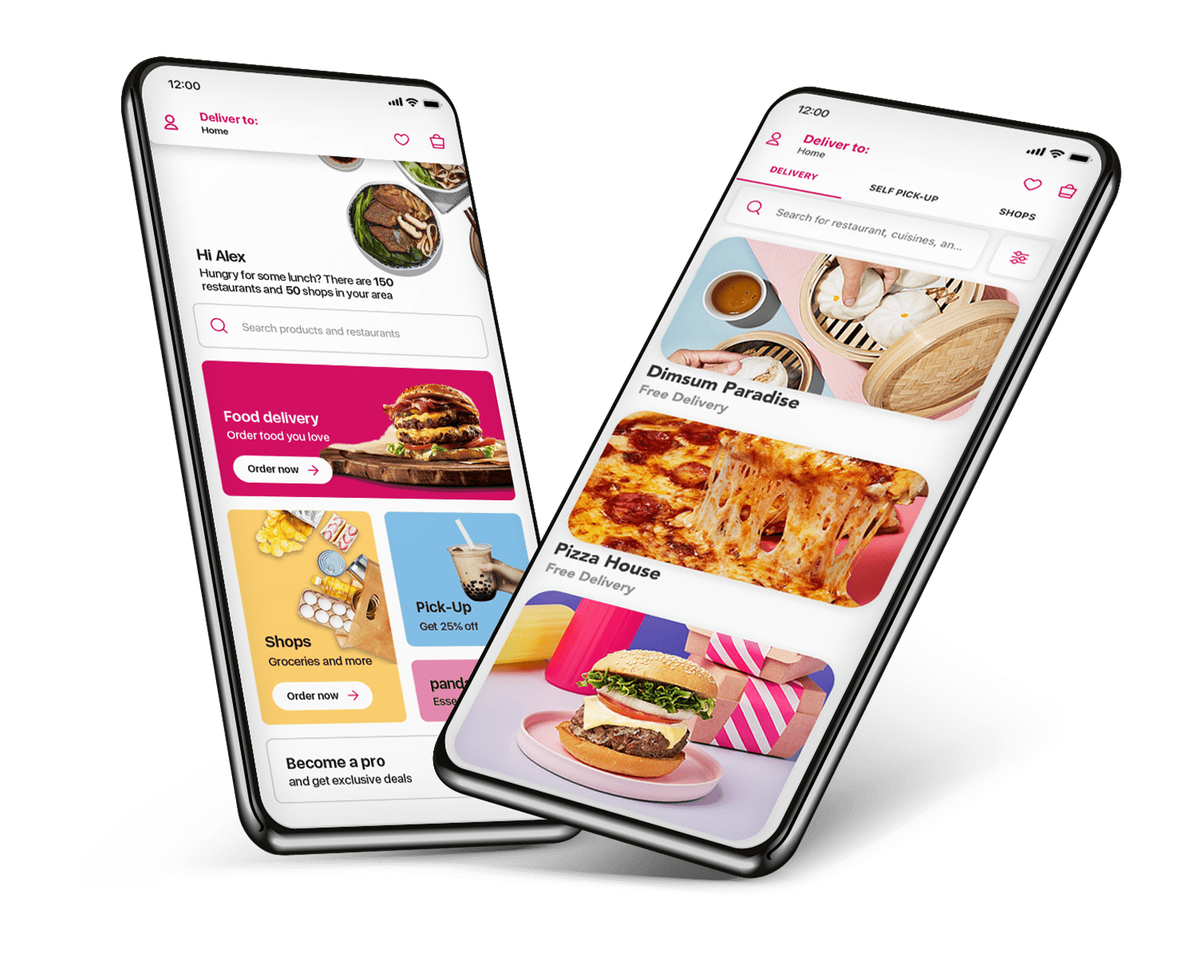 12:00
Deliver to:
Home
Hi Alex
Hungry for some lunch? There are 150
restaurants and 50 shops in your area
Search products and restaurants
Food delivery
Order food you love
Order now
Shops
Groceries and more
Order now
Pick-Up
Get 25% off
Become a pro
and get exclusive deals
12:00
Deliver to:
Home
DELIVERY
SELF PICK-UP
SHOPS
Search for restaurant, cuisines, an...
Dimsum Paradise
Free Delivery
Pizza House
Free Delivery